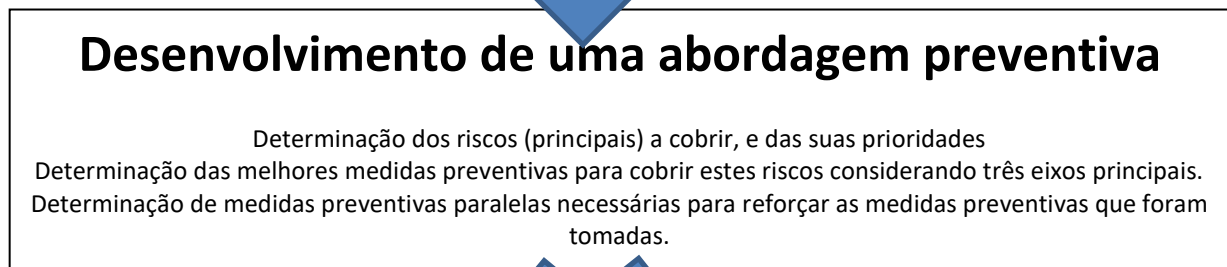 Desenvolvimento de uma abordagem preventiva
Determinação dos riscos (principais) a cobrir, e das suas prioridades
Determinação das melhores medidas preventivas para cobrir estes riscos considerando três eixos principais.
Determinação de medidas preventivas paralelas necessárias para reforçar as medidas preventivas que foram
tomadas.